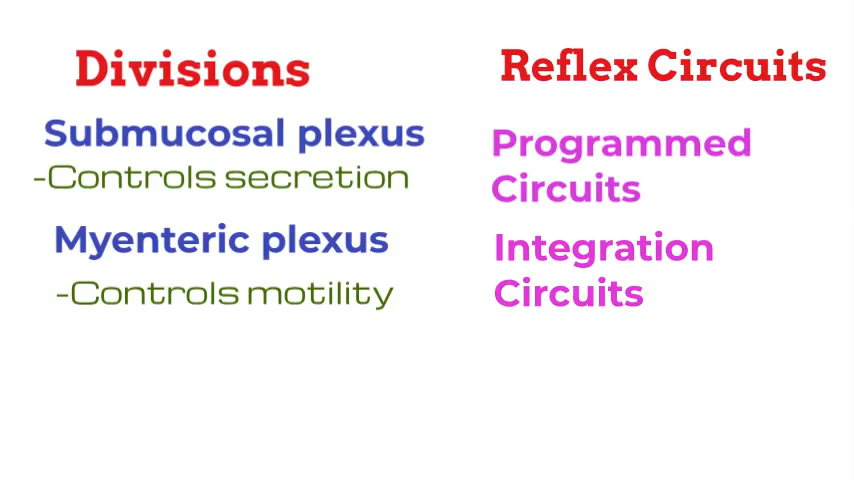 Divisions
Submucosal plexus
-Controls secretion
Myenteric plexus
-Controls motility
Reflex Circuits
Programmed
Circuits
Integration
Circuits